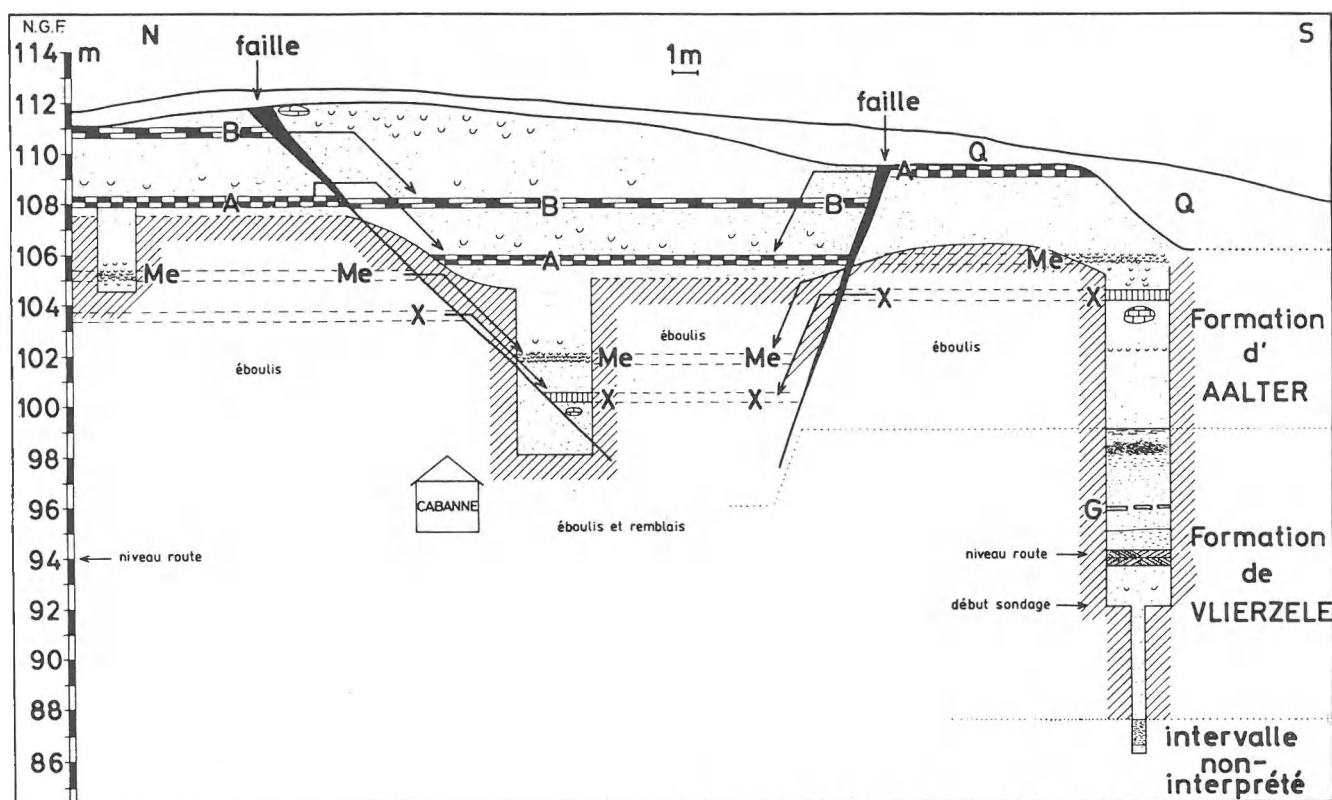 N.G.F.
N
S
114 m
faille
1m
112
faille
B
Q
A
110
108
A
B
B
Q
106
A
Me
Me
Me
104
X
X
X
Formation
d'
AALTER
éboulis
éboulis
éboulis
102
Me
Me
100
X
X
98
CABANNE
96
éboulis et remblais
G
Formation
de
VLIERZELE
94
niveau route
niveau route
92
début sondage
90
88
86
intervalle
non-
interprété